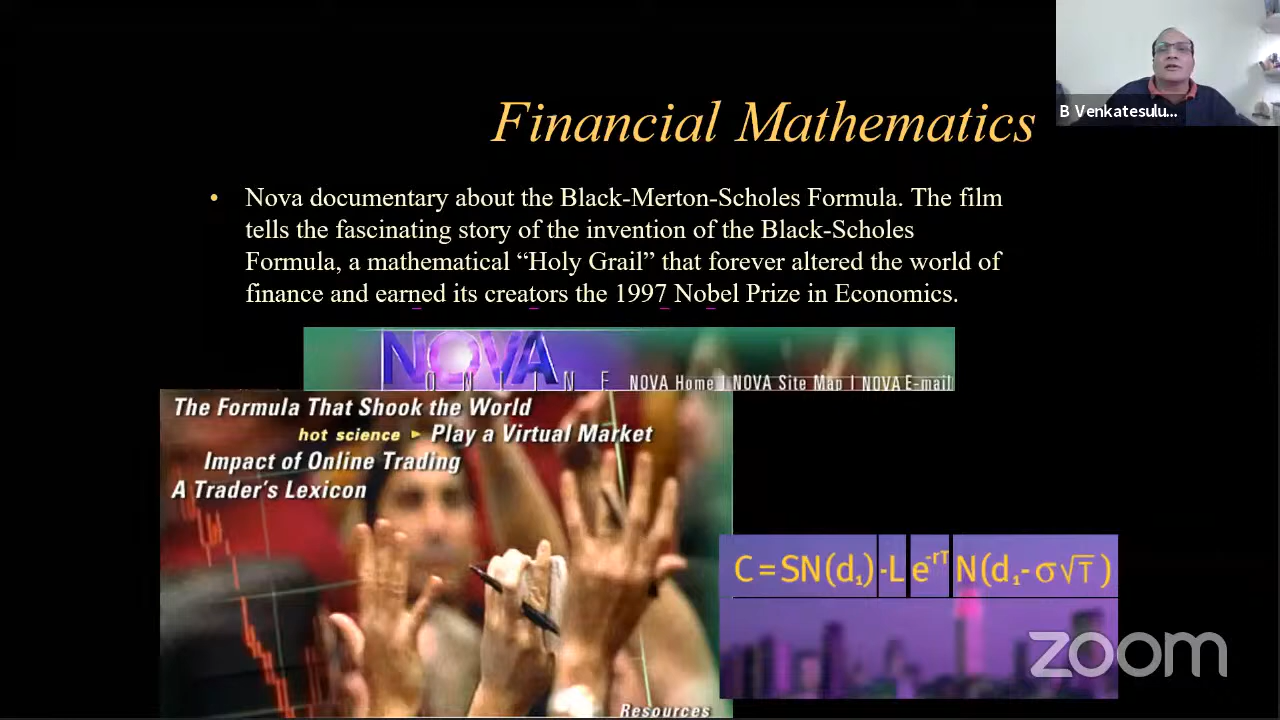 B Venkatesulu...
Financial Mathematics
• Nova documentary about the Black-Merton-Scholes Formula. The film
tells the fascinating story of the invention of the Black-Scholes
Formula, a mathematical “Holy Grail” that forever altered the world of
finance and earned its creators the 1997 Nobel Prize in Economics.
NOVA
ONLINE
NOVA Home | NOVA Site Map | NOVA E-mail
The Formula That Shook the World
hot science ► Play a Virtual Market
Impact of Online Trading
A Trader's Lexicon
C=SN(d₁)-Le⁻ʳᵀN(d₁-σ√T)
zoom
Resources